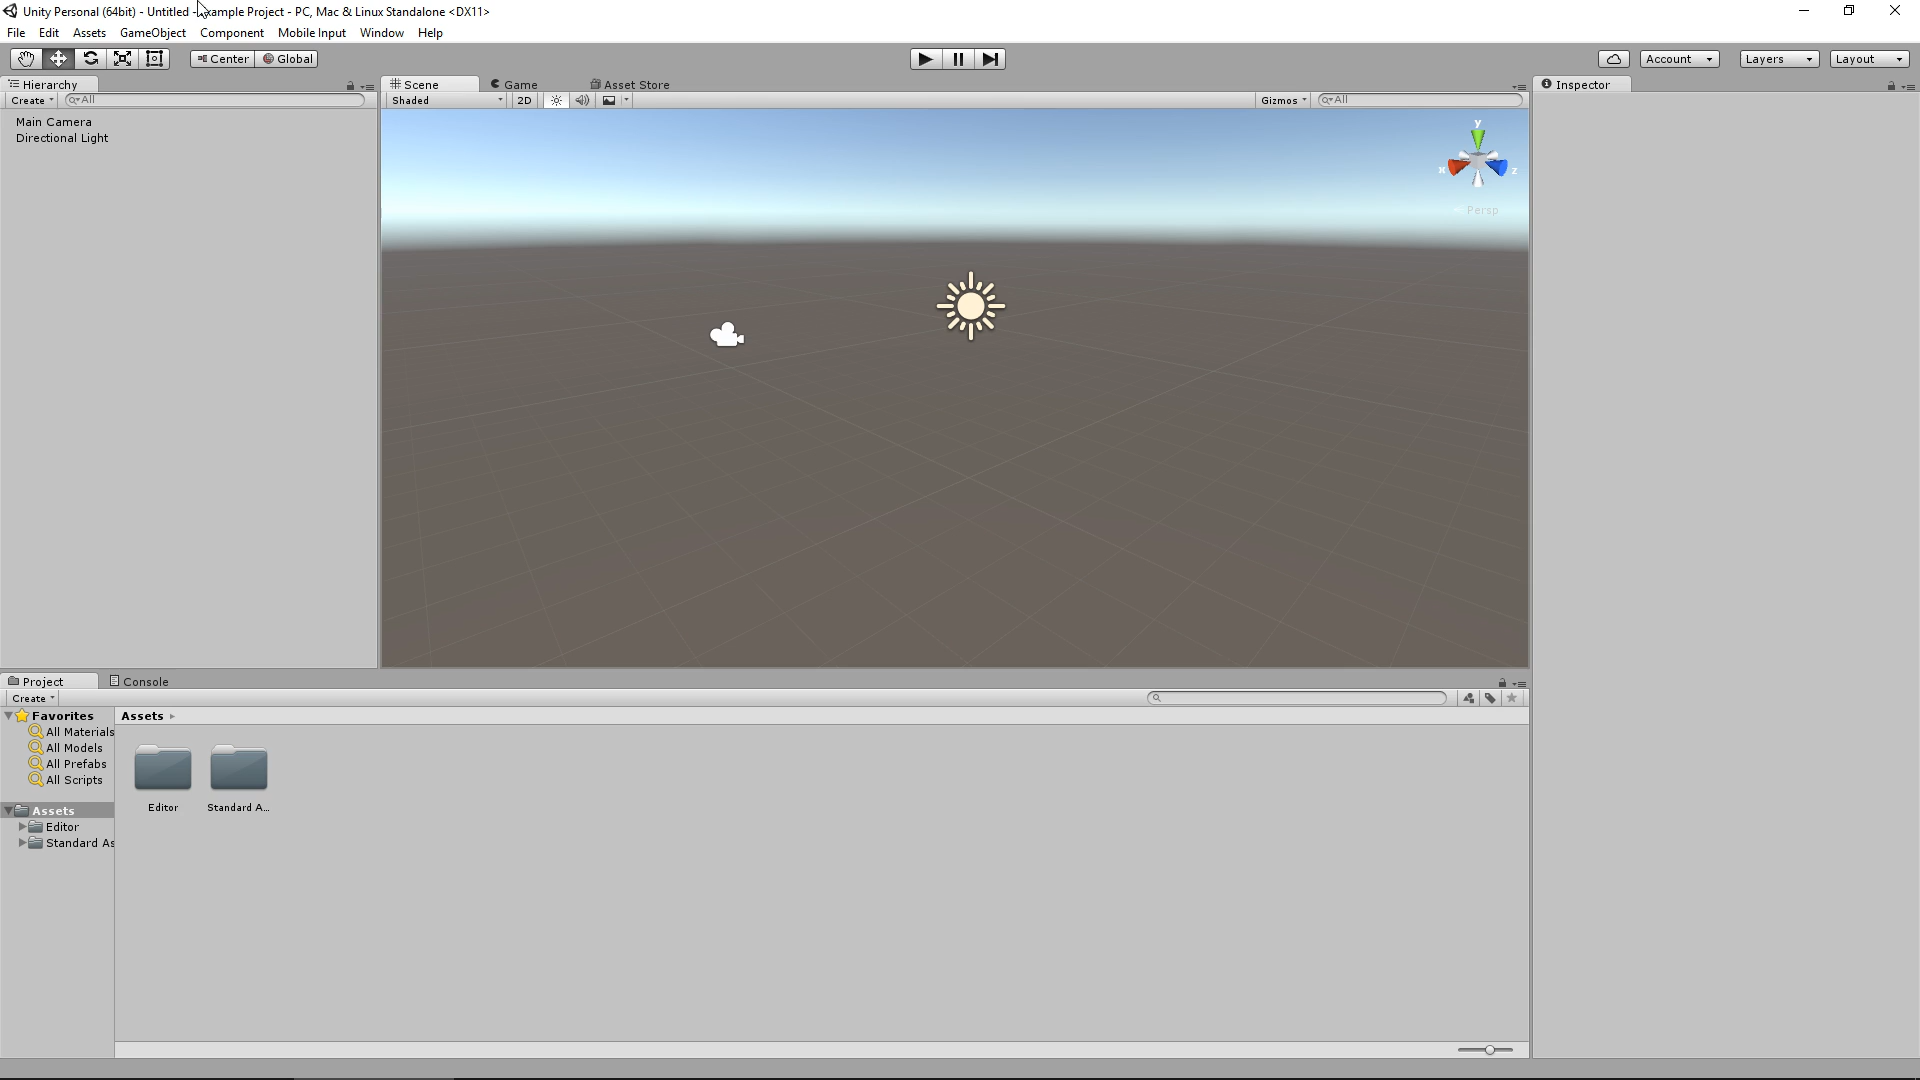 Unity Personal (64bit) - Untitled - Example Project - PC, Mac & Linux Standalone <DX11>
File Edit Assets GameObject Component Mobile Input Window Help
Center Global Account Layers Layout
Hierarchy Scene Game Asset Store Inspector
Create All Shaded 2D Gizmos All
Main Camera
Directional Light
y
x z
Persp
Project Console
Create
Favorites Assets
All Materials
All Models
All Prefabs
All Scripts
Editor Standard A...
Assets
Editor
Standard As